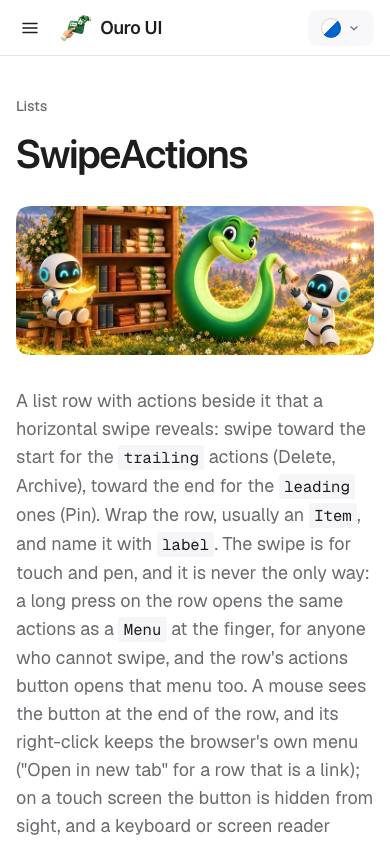 Ouro UI
Lists
SwipeActions
A list row with actions beside it that a
horizontal swipe reveals: swipe toward the
start for the trailing actions (Delete,
Archive), toward the end for the leading
ones (Pin). Wrap the row, usually an Item,
and name it with label. The swipe is for
touch and pen, and it is never the only way:
a long press on the row opens the same
actions as a Menu at the finger, for anyone
who cannot swipe, and the row's actions
button opens that menu too. A mouse sees
the button at the end of the row, and its
right-click keeps the browser's own menu
("Open in new tab" for a row that is a link);
on a touch screen the button is hidden from
sight, and a keyboard or screen reader